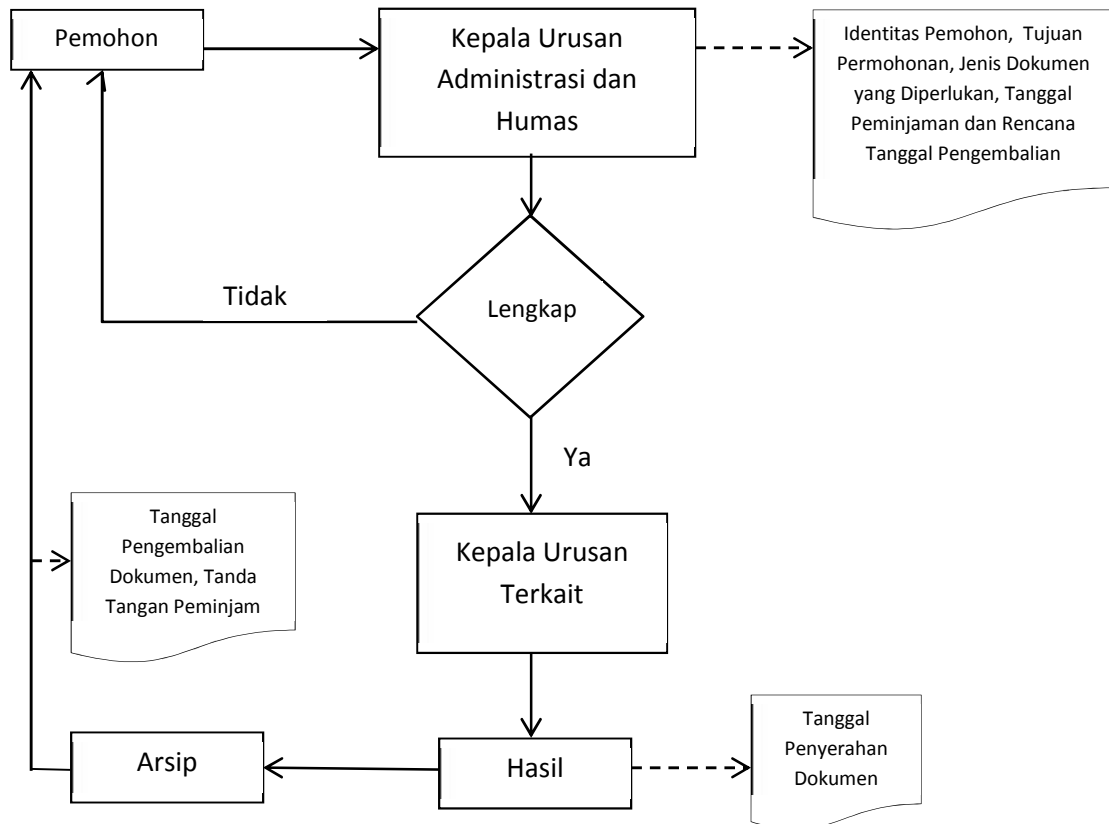 Pemohon
Kepala Urusan
Administrasi dan
Humas
Identitas Pemohon, Tujuan
Permohonan, Jenis Dokumen
yang Diperlukan, Tanggal
Peminjaman dan Rencana
Tanggal Pengembalian
Tidak
Lengkap
Ya
Tanggal
Pengembalian
Dokumen, Tanda
Tangan Peminjam
Kepala Urusan
Terkait
Arsip
Hasil
Tanggal
Penyerahan
Dokumen